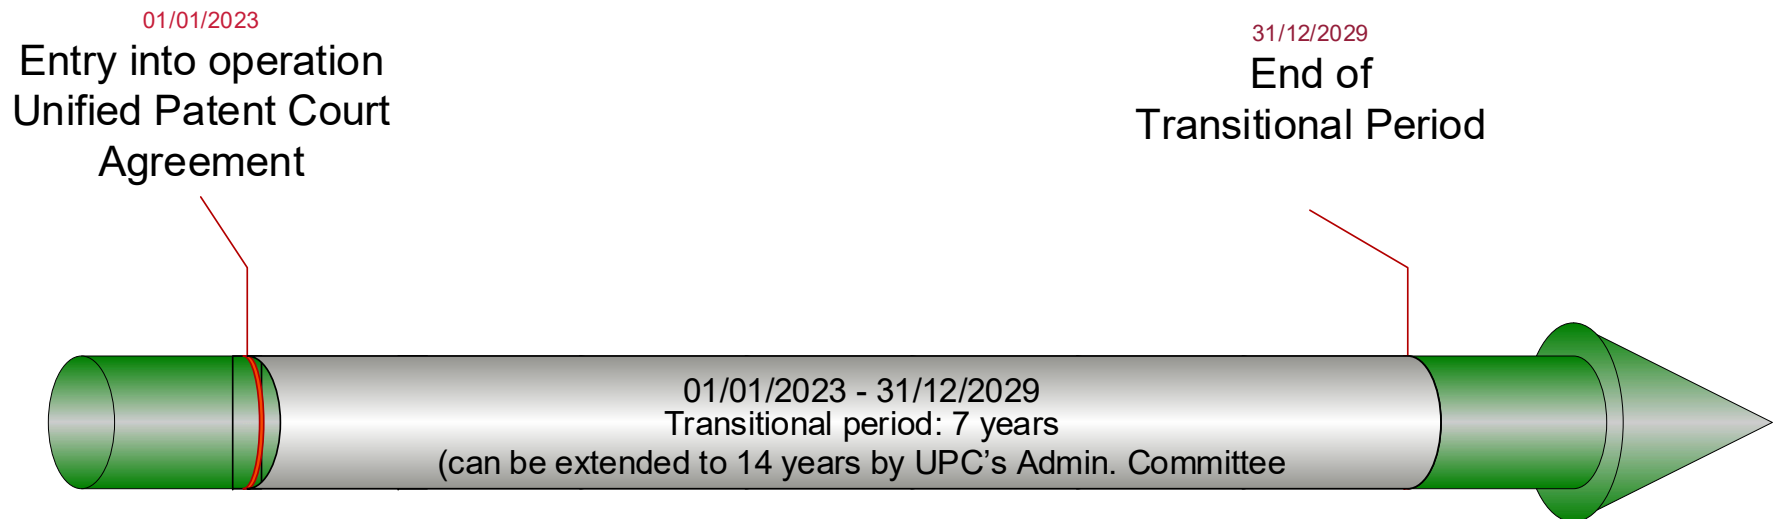 01/01/2023
Entry into operation
Unified Patent Court
Agreement
31/12/2029
End of
Transitional Period
01/01/2023 - 31/12/2029
Transitional period: 7 years
(can be extended to 14 years by UPC’s Admin. Committee